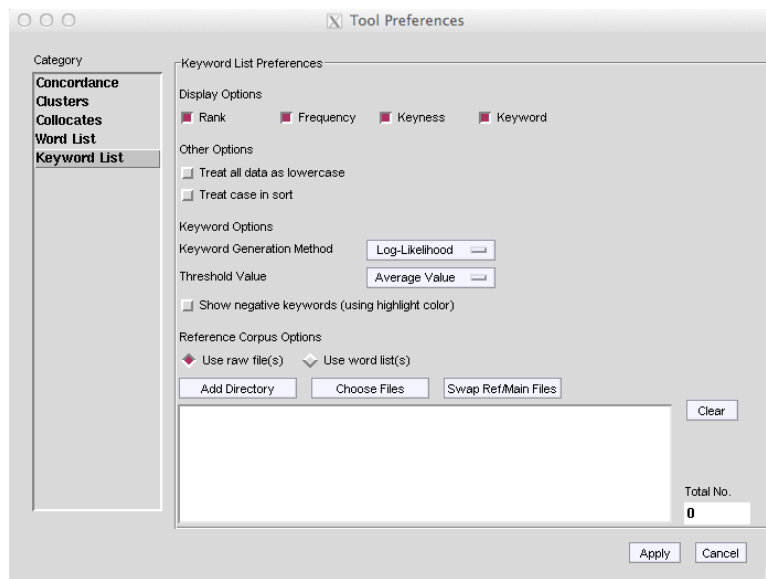 Tool Preferences
Category
Concordance
Clusters
Collocates
Word List
Keyword List
Keyword List Preferences
Display Options
Rank Frequency Keyness Keyword
Other Options
Treat all data as lowercase
Treat case in sort
Keyword Options
Keyword Generation Method Log-Likelihood
Threshold Value Average Value
Show negative keywords (using highlight color)
Reference Corpus Options
Use raw file(s) Use word list(s)
Add Directory Choose Files Swap Ref/Main Files
Clear
Total No.
0
Apply Cancel